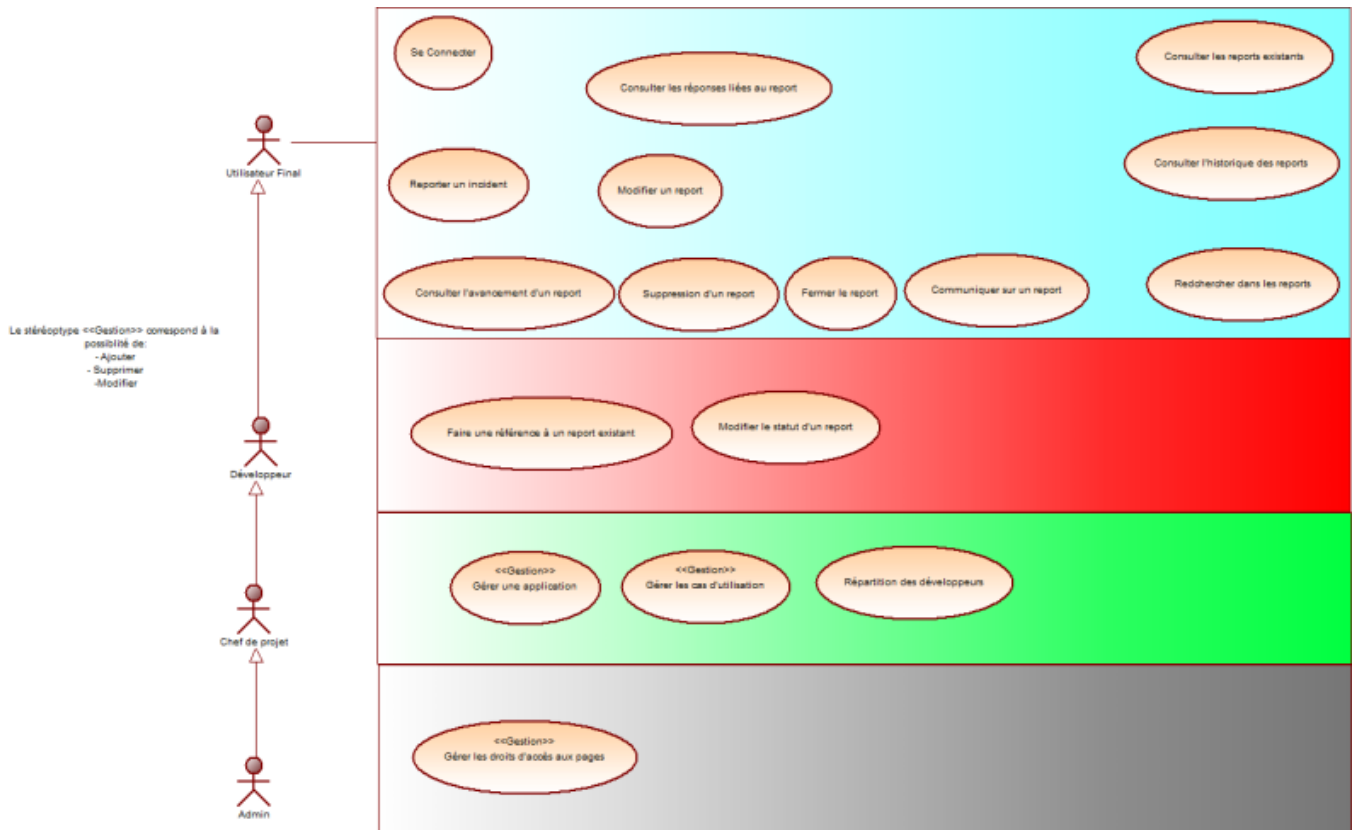 Se Connecter
Consulter les réponses liées au report
Consulter les reports existants
Utilisateur Final
Reporter un incident
Modifier un report
Consulter l'historique des reports
Consulter l'avancement d'un report
Suppression d'un report
Fermer le report
Communiquer sur un report
Redchercher dans les reports
Le stéréoptype <<Gestion>> correspond à la
possiblité de:
- Ajouter
- Supprimer
-Modifier
Développeur
Faire une référence à un report existant
Modifier le statut d'un report
Chef de projet
<<Gestion>>
Gérer une application
<<Gestion>>
Gérer les cas d'utilisation
Répartition des développeurs
Admin
<<Gestion>>
Gérer les droits d'accès aux pages